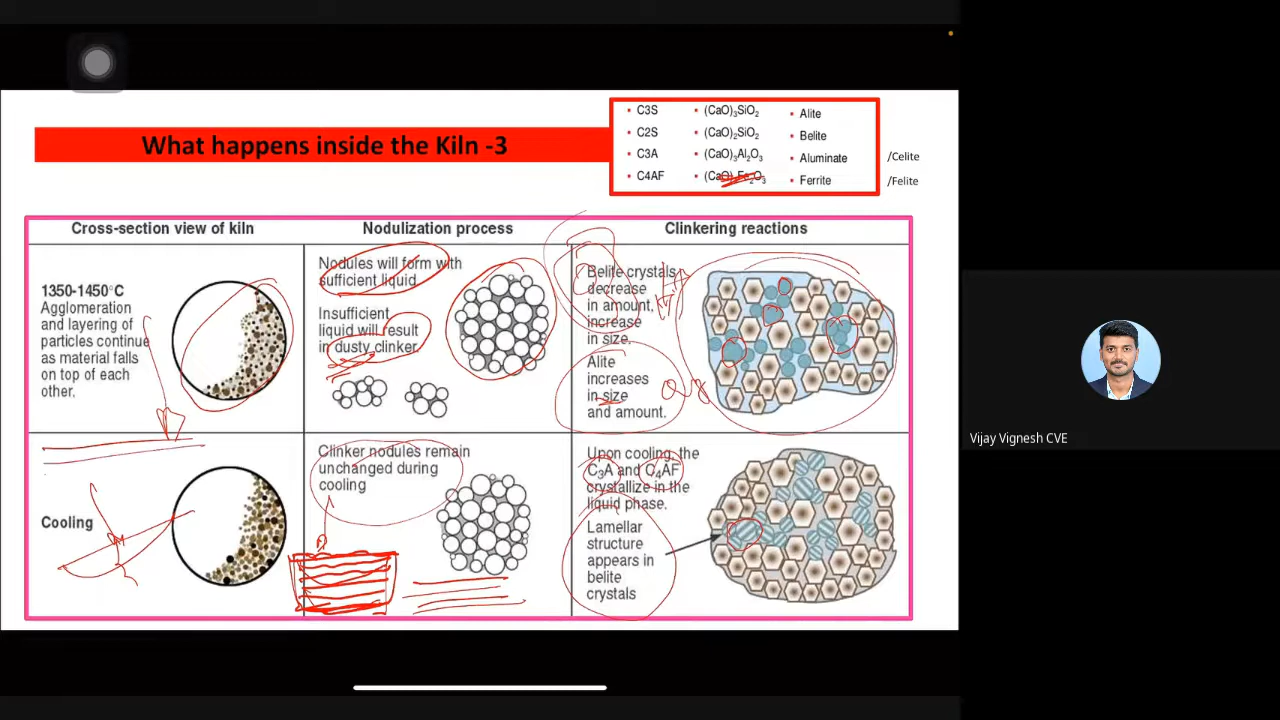 What happens inside the Kiln -3
• C3S • (CaO)3SiO2 • Alite
• C2S • (CaO)2SiO2 • Belite
• C3A • (CaO)3Al2O3 • Aluminate /Celite
• C4AF • Ferrite /Felite
Cross-section view of kiln
Nodulization process
Clinkering reactions
1350-1450°C
Agglomeration
and layering of
particles continue
as material falls
on top of each
other.
Nodules will form with
sufficient liquid.
Insufficient
liquid will result
in dusty clinker.
Belite crystals
decrease
in amount,
increase
in size.
Alite
increases
in size
and amount.
Cooling
Clinker nodules remain
unchanged during
cooling
Upon cooling, the
C3A and C4AF
crystallize in the
liquid phase.
Lamellar
structure
appears in
belite
crystals
Vijay Vignesh CVE